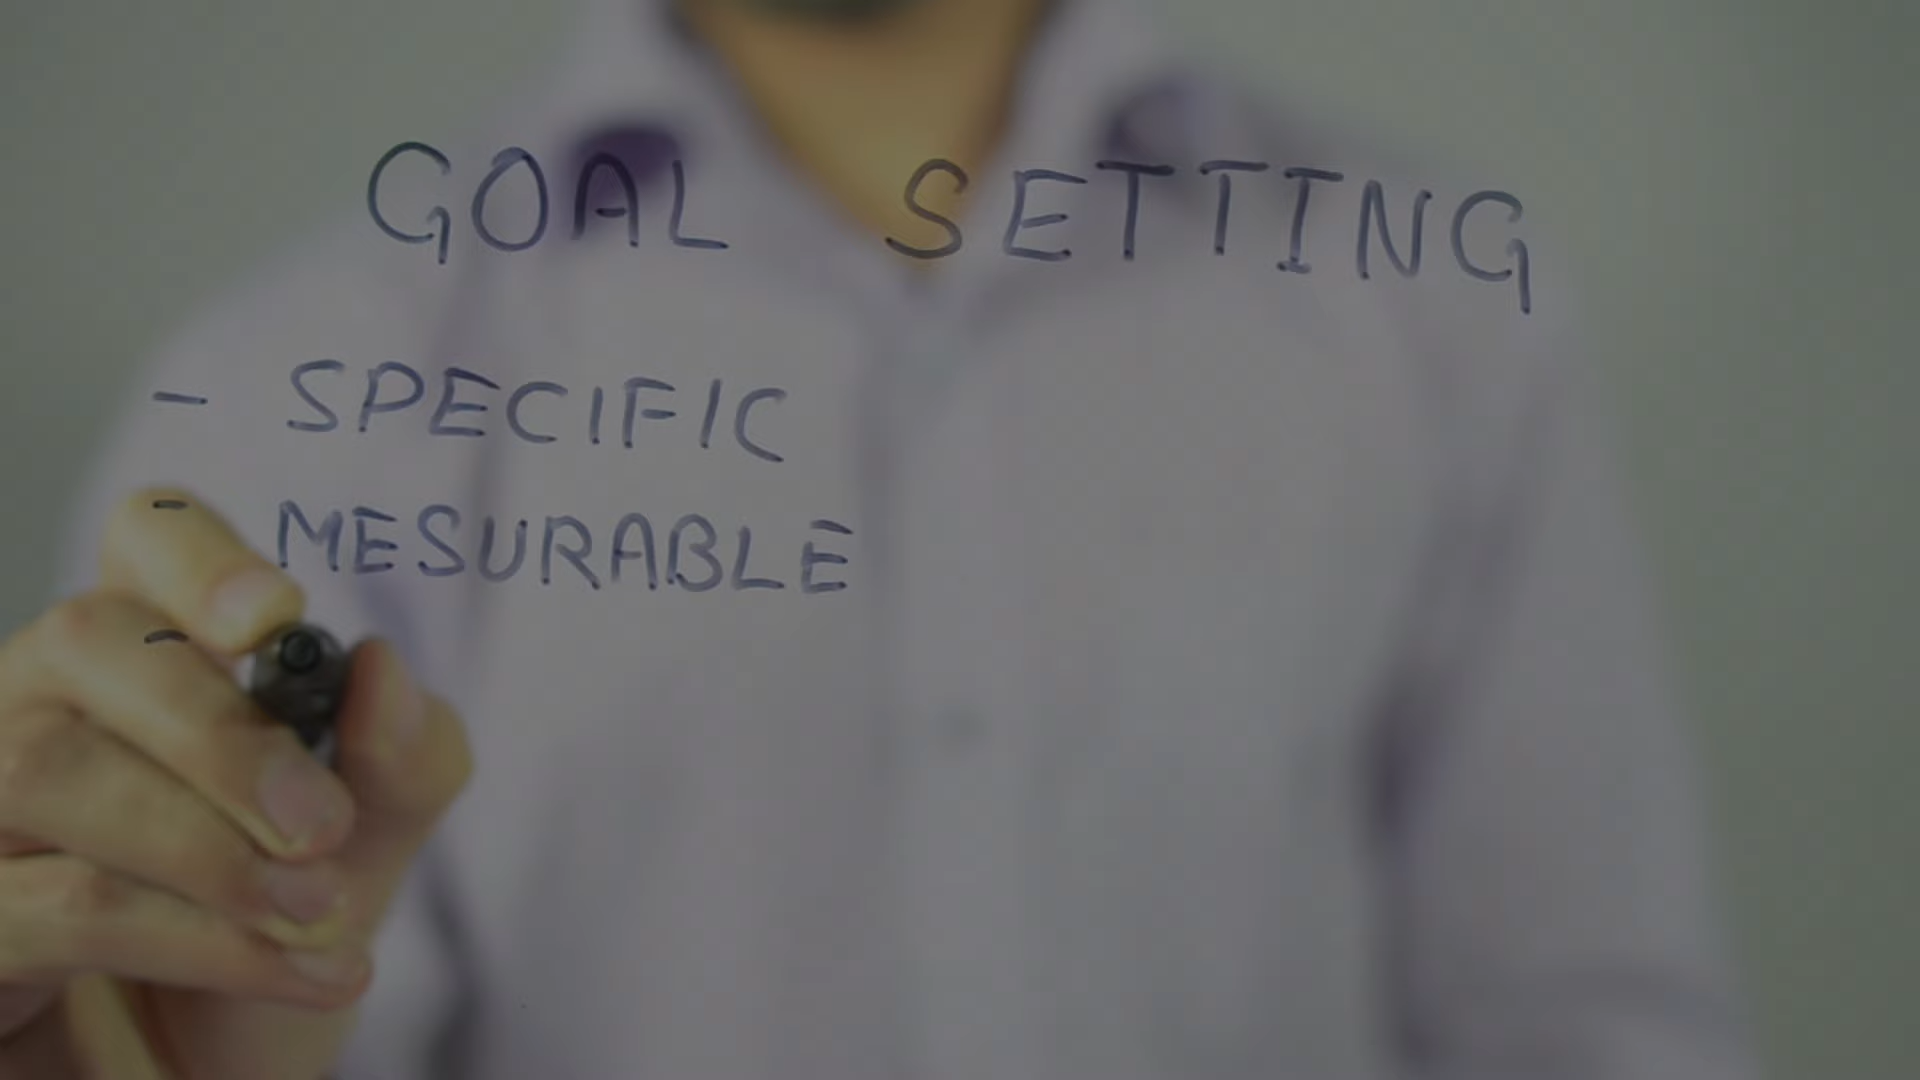 GOAL SETTING
- SPECIFIC
- MESURABLE
-